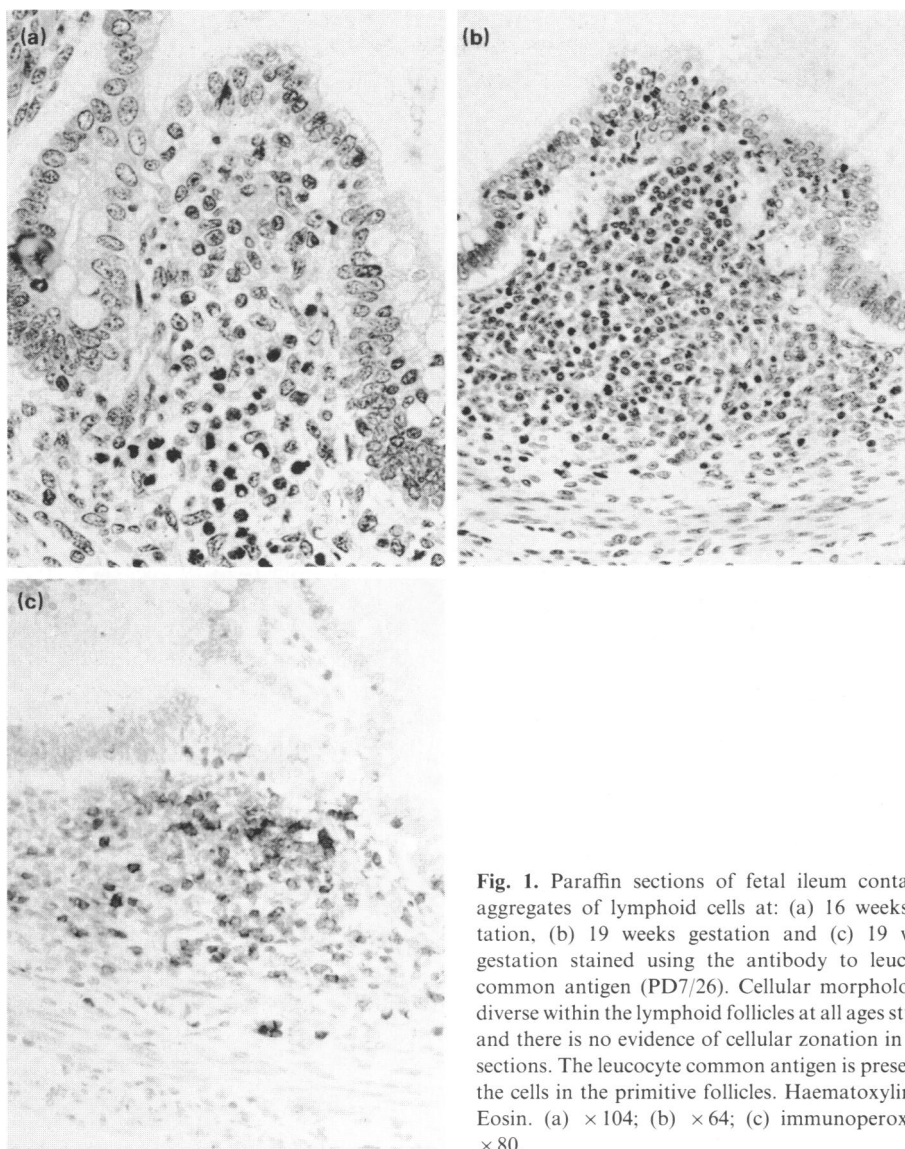 (a)
(b)
(c)
Fig. 1. Paraffin sections of fetal ileum conta
aggregates of lymphoid cells at: (a) 16 weeks
tation, (b) 19 weeks gestation and (c) 19 w
gestation stained using the antibody to leuc
common antigen (PD7/26). Cellular morpholo
diverse within the lymphoid follicles at all ages st
and there is no evidence of cellular zonation in
sections. The leucocyte common antigen is prese
the cells in the primitive follicles. Haematoxylin
Eosin. (a) ×104; (b) ×64; (c) immunoperox
×80